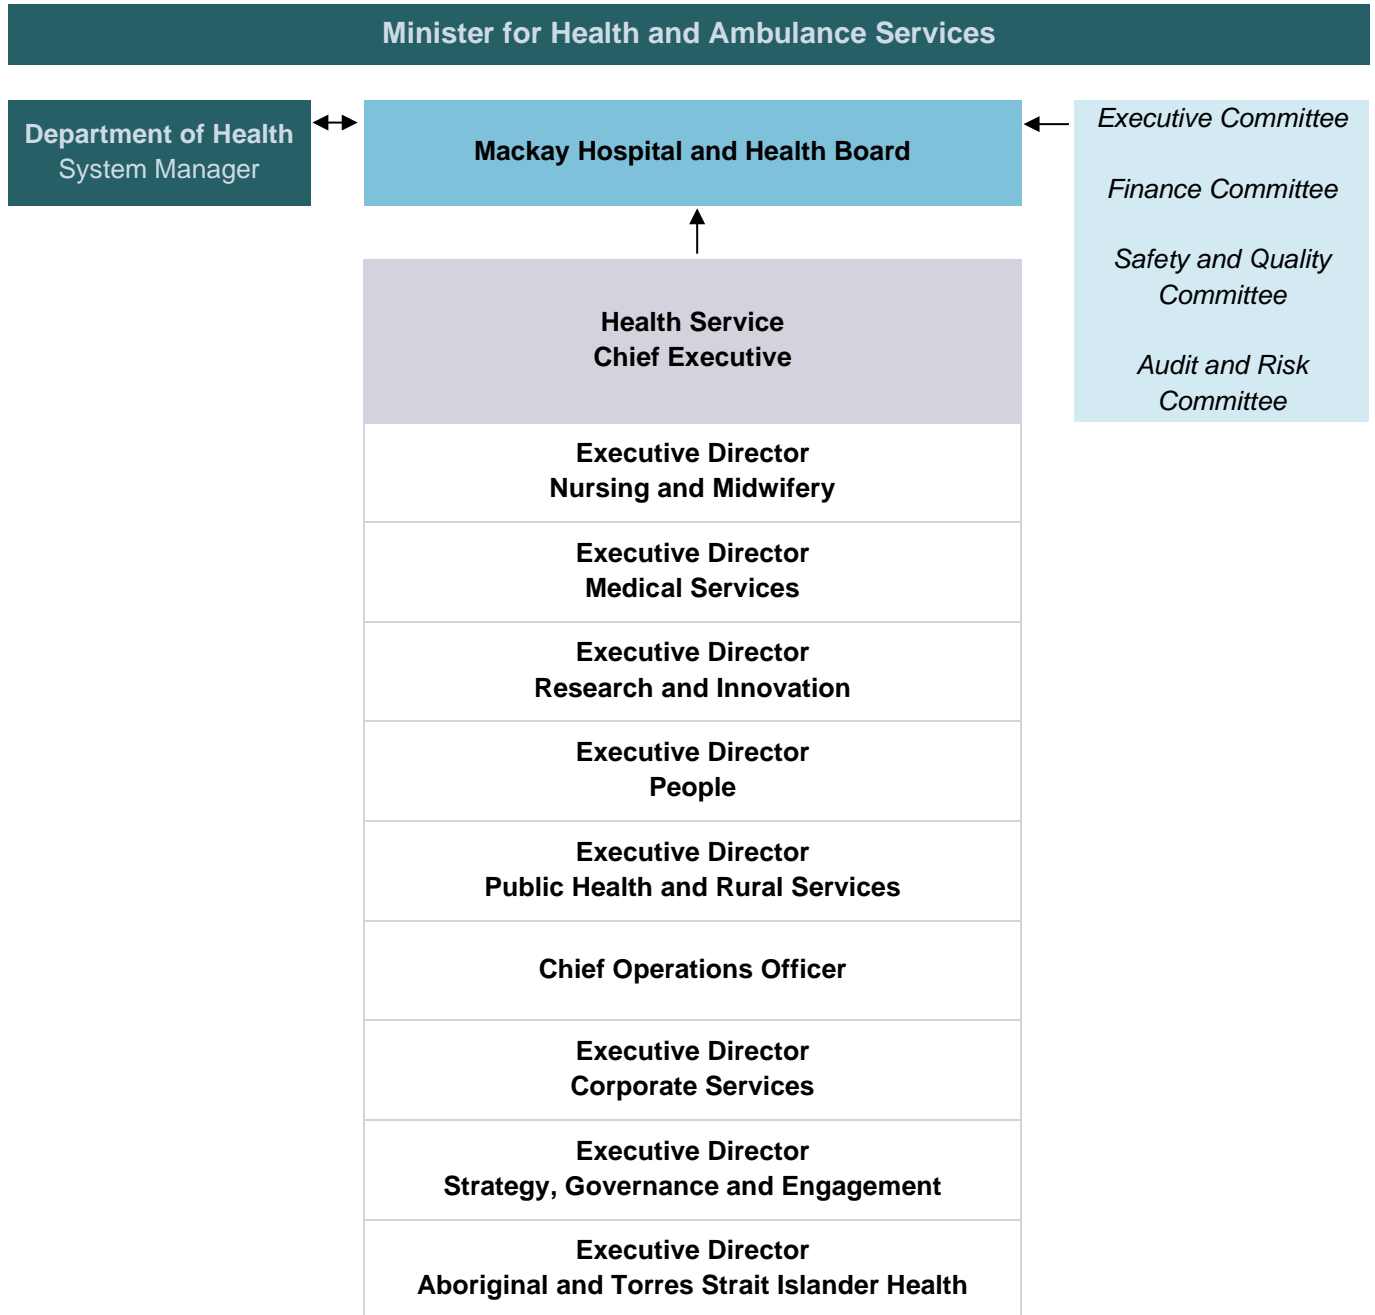 Minister for Health and Ambulance Services
Department of Health
System Manager
Mackay Hospital and Health Board
Executive Committee
Finance Committee
Safety and Quality
Committee
Audit and Risk
Committee
Health Service
Chief Executive
Executive Director
Nursing and Midwifery
Executive Director
Medical Services
Executive Director
Research and Innovation
Executive Director
People
Executive Director
Public Health and Rural Services
Chief Operations Officer
Executive Director
Corporate Services
Executive Director
Strategy, Governance and Engagement
Executive Director
Aboriginal and Torres Strait Islander Health